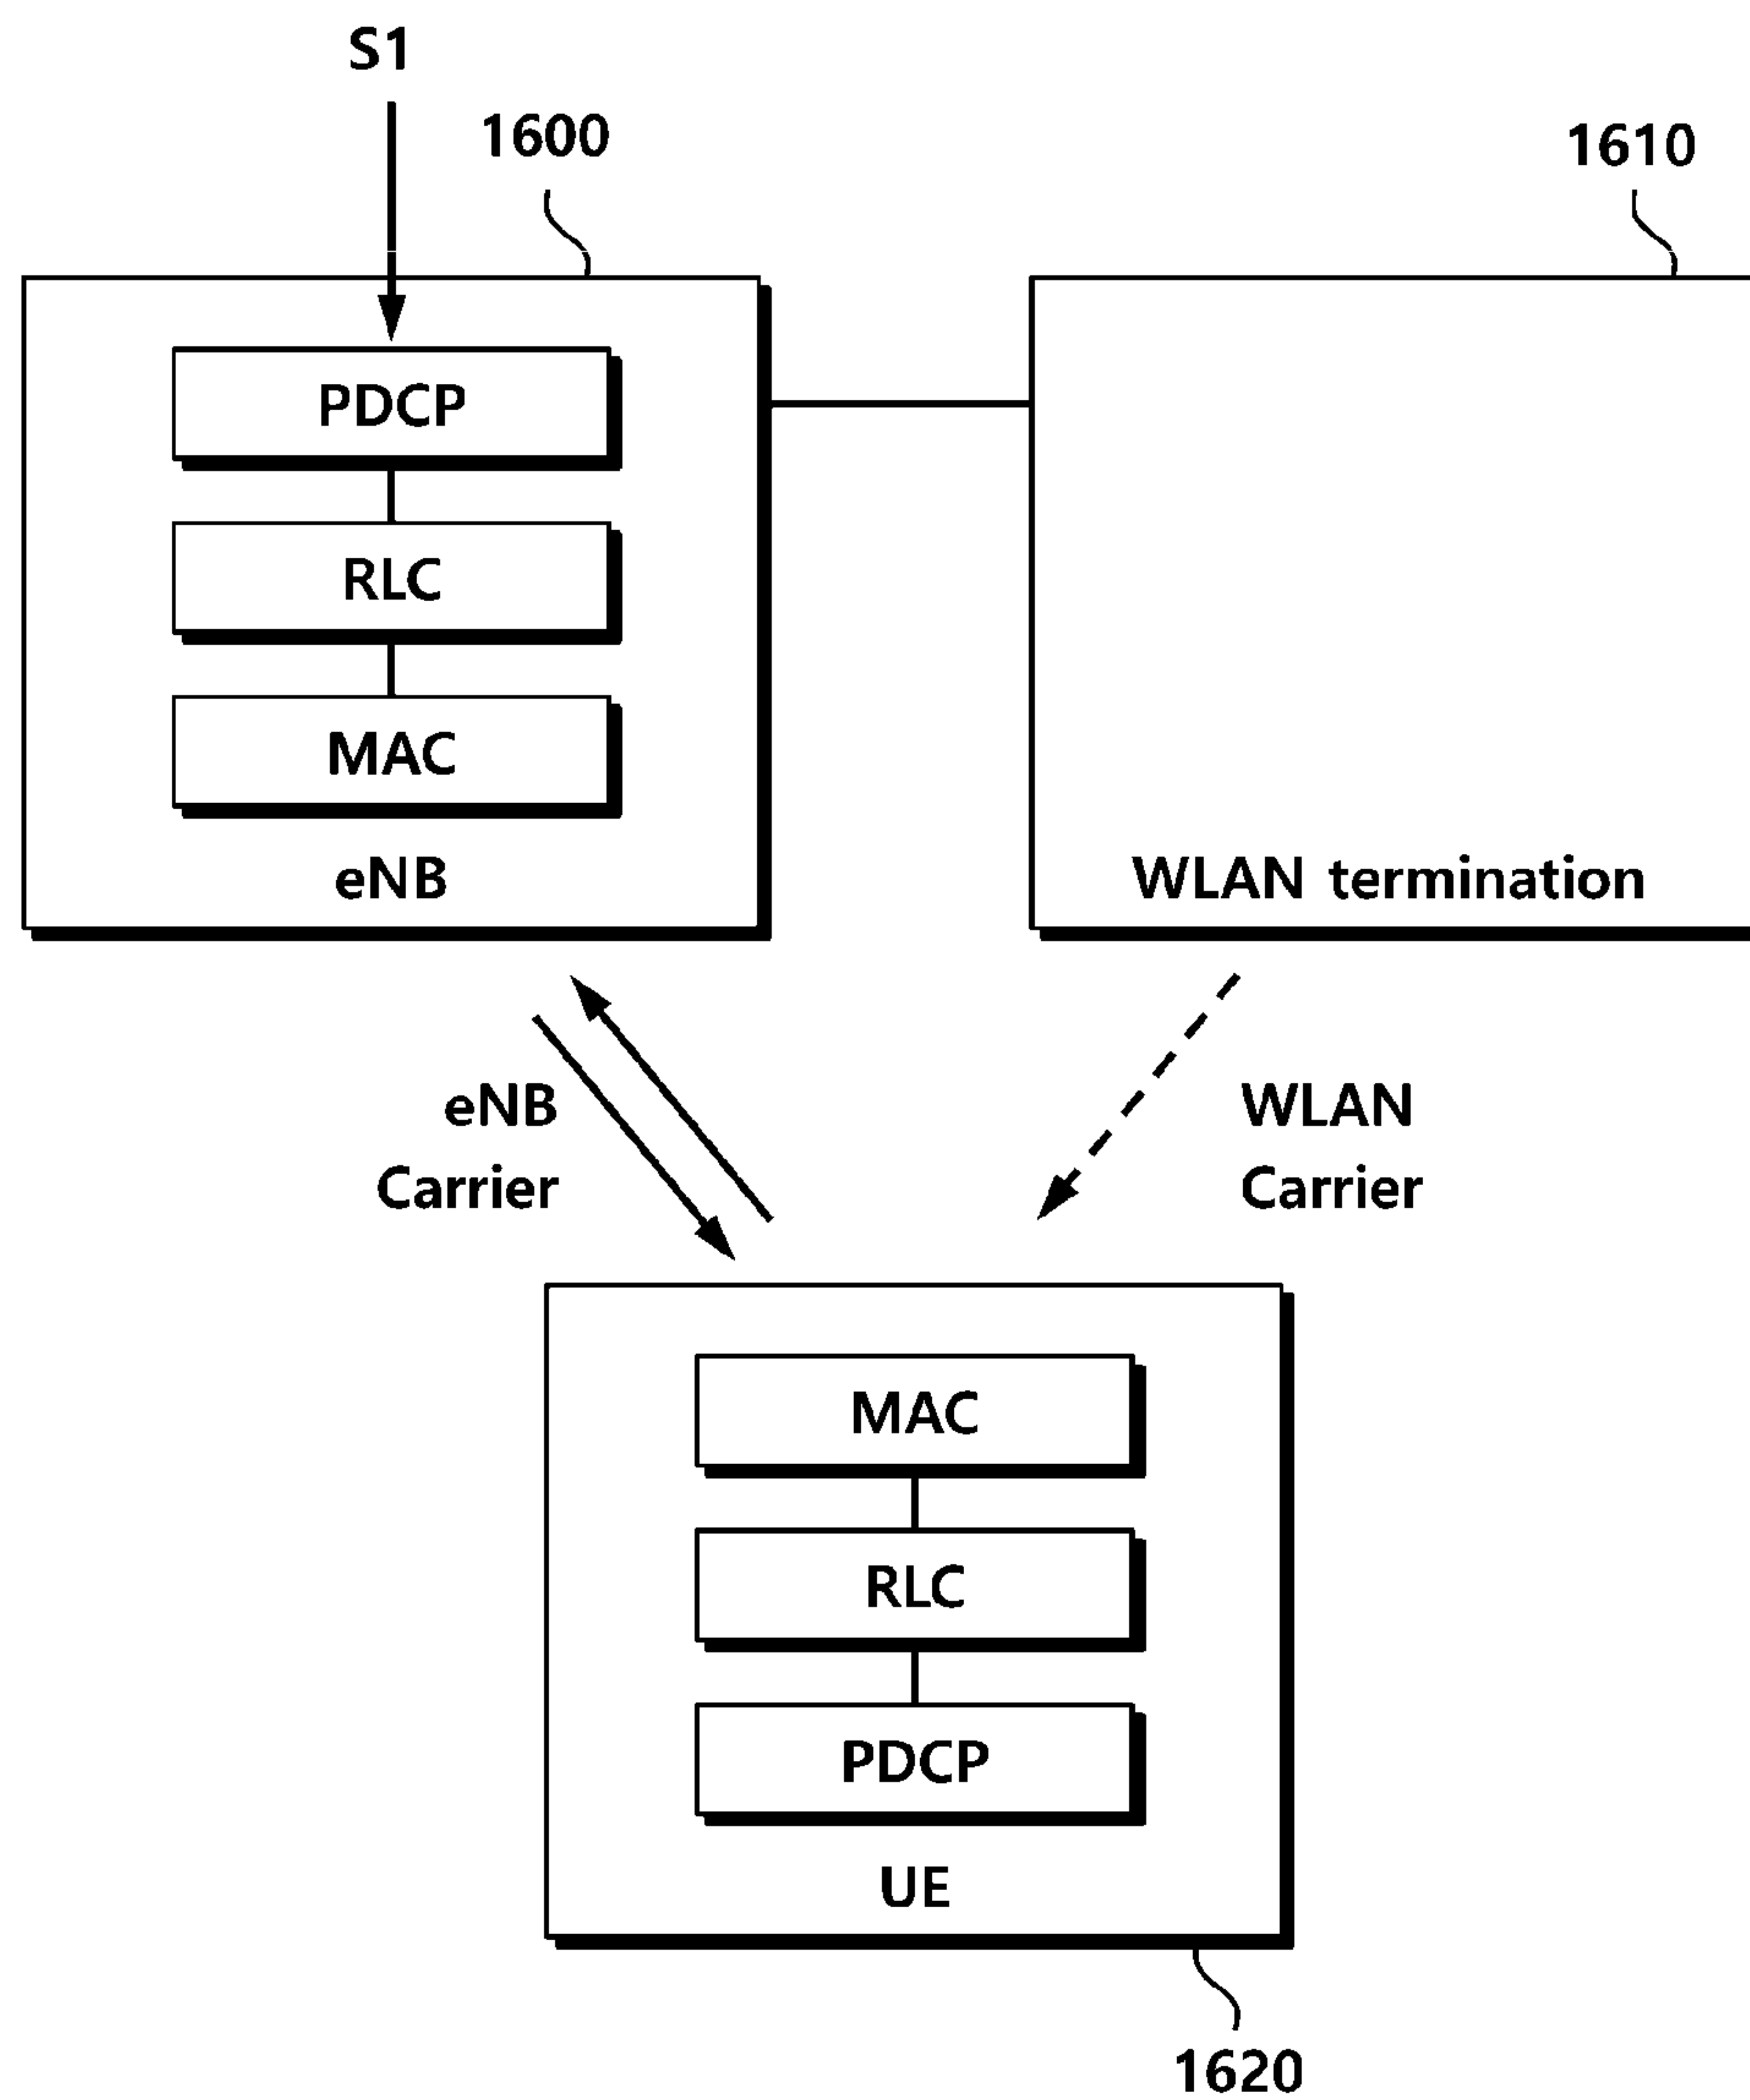 S1
1600
1610
PDCP
RLC
MAC
eNB
WLAN termination
eNB
Carrier
WLAN
Carrier
MAC
RLC
PDCP
UE
1620